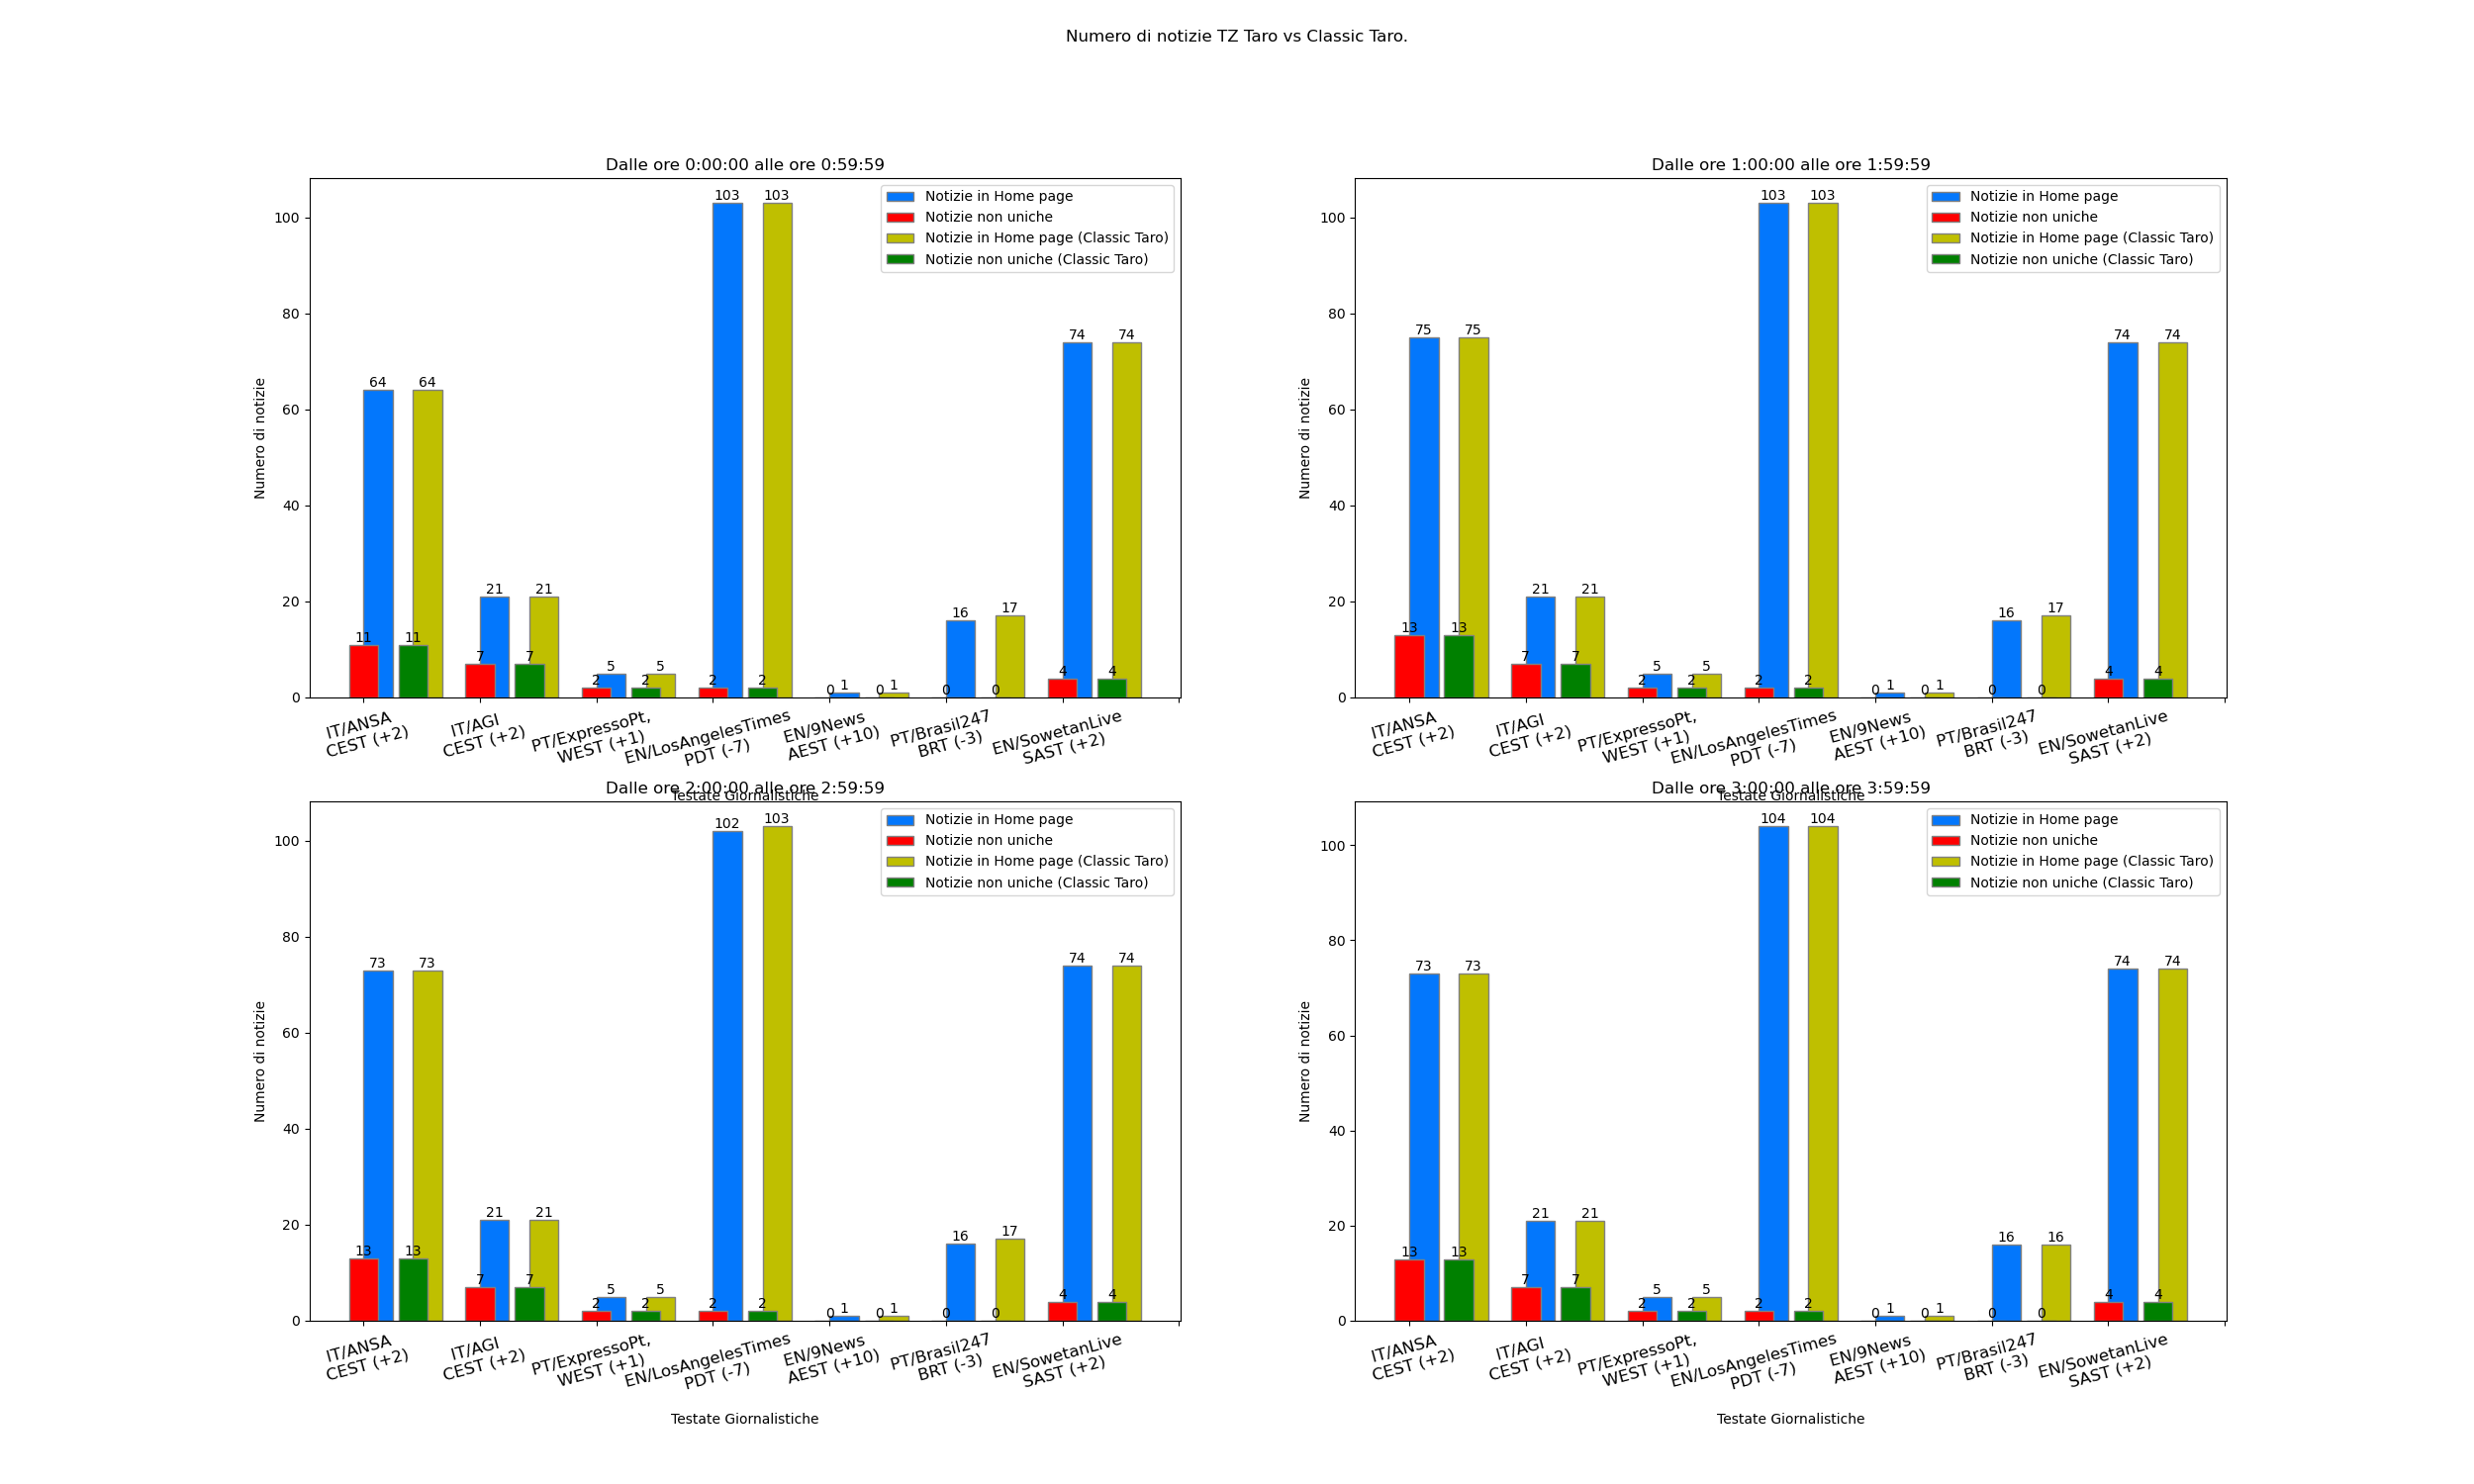 Numero di notizie TZ Taro vs Classic Taro.
Dalle ore 0:00:00 alle ore 0:59:59
Numero di notizie
100
80
60
40
20
0
Notizie in Home page
Notizie non uniche
Notizie in Home page (Classic Taro)
Notizie non uniche (Classic Taro)
64 64 21 21 5 5 103 103 1 1 16 17 74 74
11 11 7 7 2 2 2 2 0 0 0 0 4 4
IT/ANSA
CEST (+2)
IT/AGI
CEST (+2)
PT/ExpressoPt,
WEST (+1)
EN/LosAngelesTimes
PDT (-7)
EN/9News
AEST (+10)
PT/Brasil247
BRT (-3)
EN/SowetanLive
SAST (+2)
Testate Giornalistiche
Dalle ore 1:00:00 alle ore 1:59:59
Numero di notizie
100
80
60
40
20
0
Notizie in Home page
Notizie non uniche
Notizie in Home page (Classic Taro)
Notizie non uniche (Classic Taro)
75 75 21 21 5 5 103 103 1 1 16 17 74 74
13 13 7 7 2 2 2 2 0 0 0 0 4 4
IT/ANSA
CEST (+2)
IT/AGI
CEST (+2)
PT/ExpressoPt,
WEST (+1)
EN/LosAngelesTimes
PDT (-7)
EN/9News
AEST (+10)
PT/Brasil247
BRT (-3)
EN/SowetanLive
SAST (+2)
Testate Giornalistiche
Dalle ore 2:00:00 alle ore 2:59:59
Numero di notizie
100
80
60
40
20
0
Notizie in Home page
Notizie non uniche
Notizie in Home page (Classic Taro)
Notizie non uniche (Classic Taro)
73 73 21 21 5 5 102 103 1 1 16 17 74 74
13 13 7 7 2 2 2 2 0 0 0 0 4 4
IT/ANSA
CEST (+2)
IT/AGI
CEST (+2)
PT/ExpressoPt,
WEST (+1)
EN/LosAngelesTimes
PDT (-7)
EN/9News
AEST (+10)
PT/Brasil247
BRT (-3)
EN/SowetanLive
SAST (+2)
Testate Giornalistiche
Dalle ore 3:00:00 alle ore 3:59:59
Numero di notizie
100
80
60
40
20
0
Notizie in Home page
Notizie non uniche
Notizie in Home page (Classic Taro)
Notizie non uniche (Classic Taro)
73 73 21 21 5 5 104 104 1 1 16 16 74 74
13 13 7 7 2 2 2 2 0 0 0 0 4 4
IT/ANSA
CEST (+2)
IT/AGI
CEST (+2)
PT/ExpressoPt,
WEST (+1)
EN/LosAngelesTimes
PDT (-7)
EN/9News
AEST (+10)
PT/Brasil247
BRT (-3)
EN/SowetanLive
SAST (+2)
Testate Giornalistiche